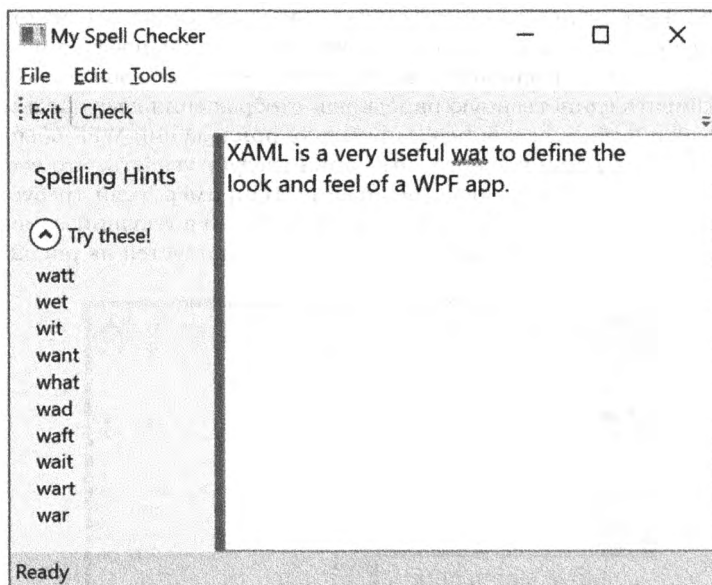 My Spell Checker
File Edit Tools
Exit Check
Spelling Hints
Try these!
watt
wet
wit
want
what
wad
waft
wait
wart
war
XAML is a very useful wat to define the
look and feel of a WPF app.
Ready